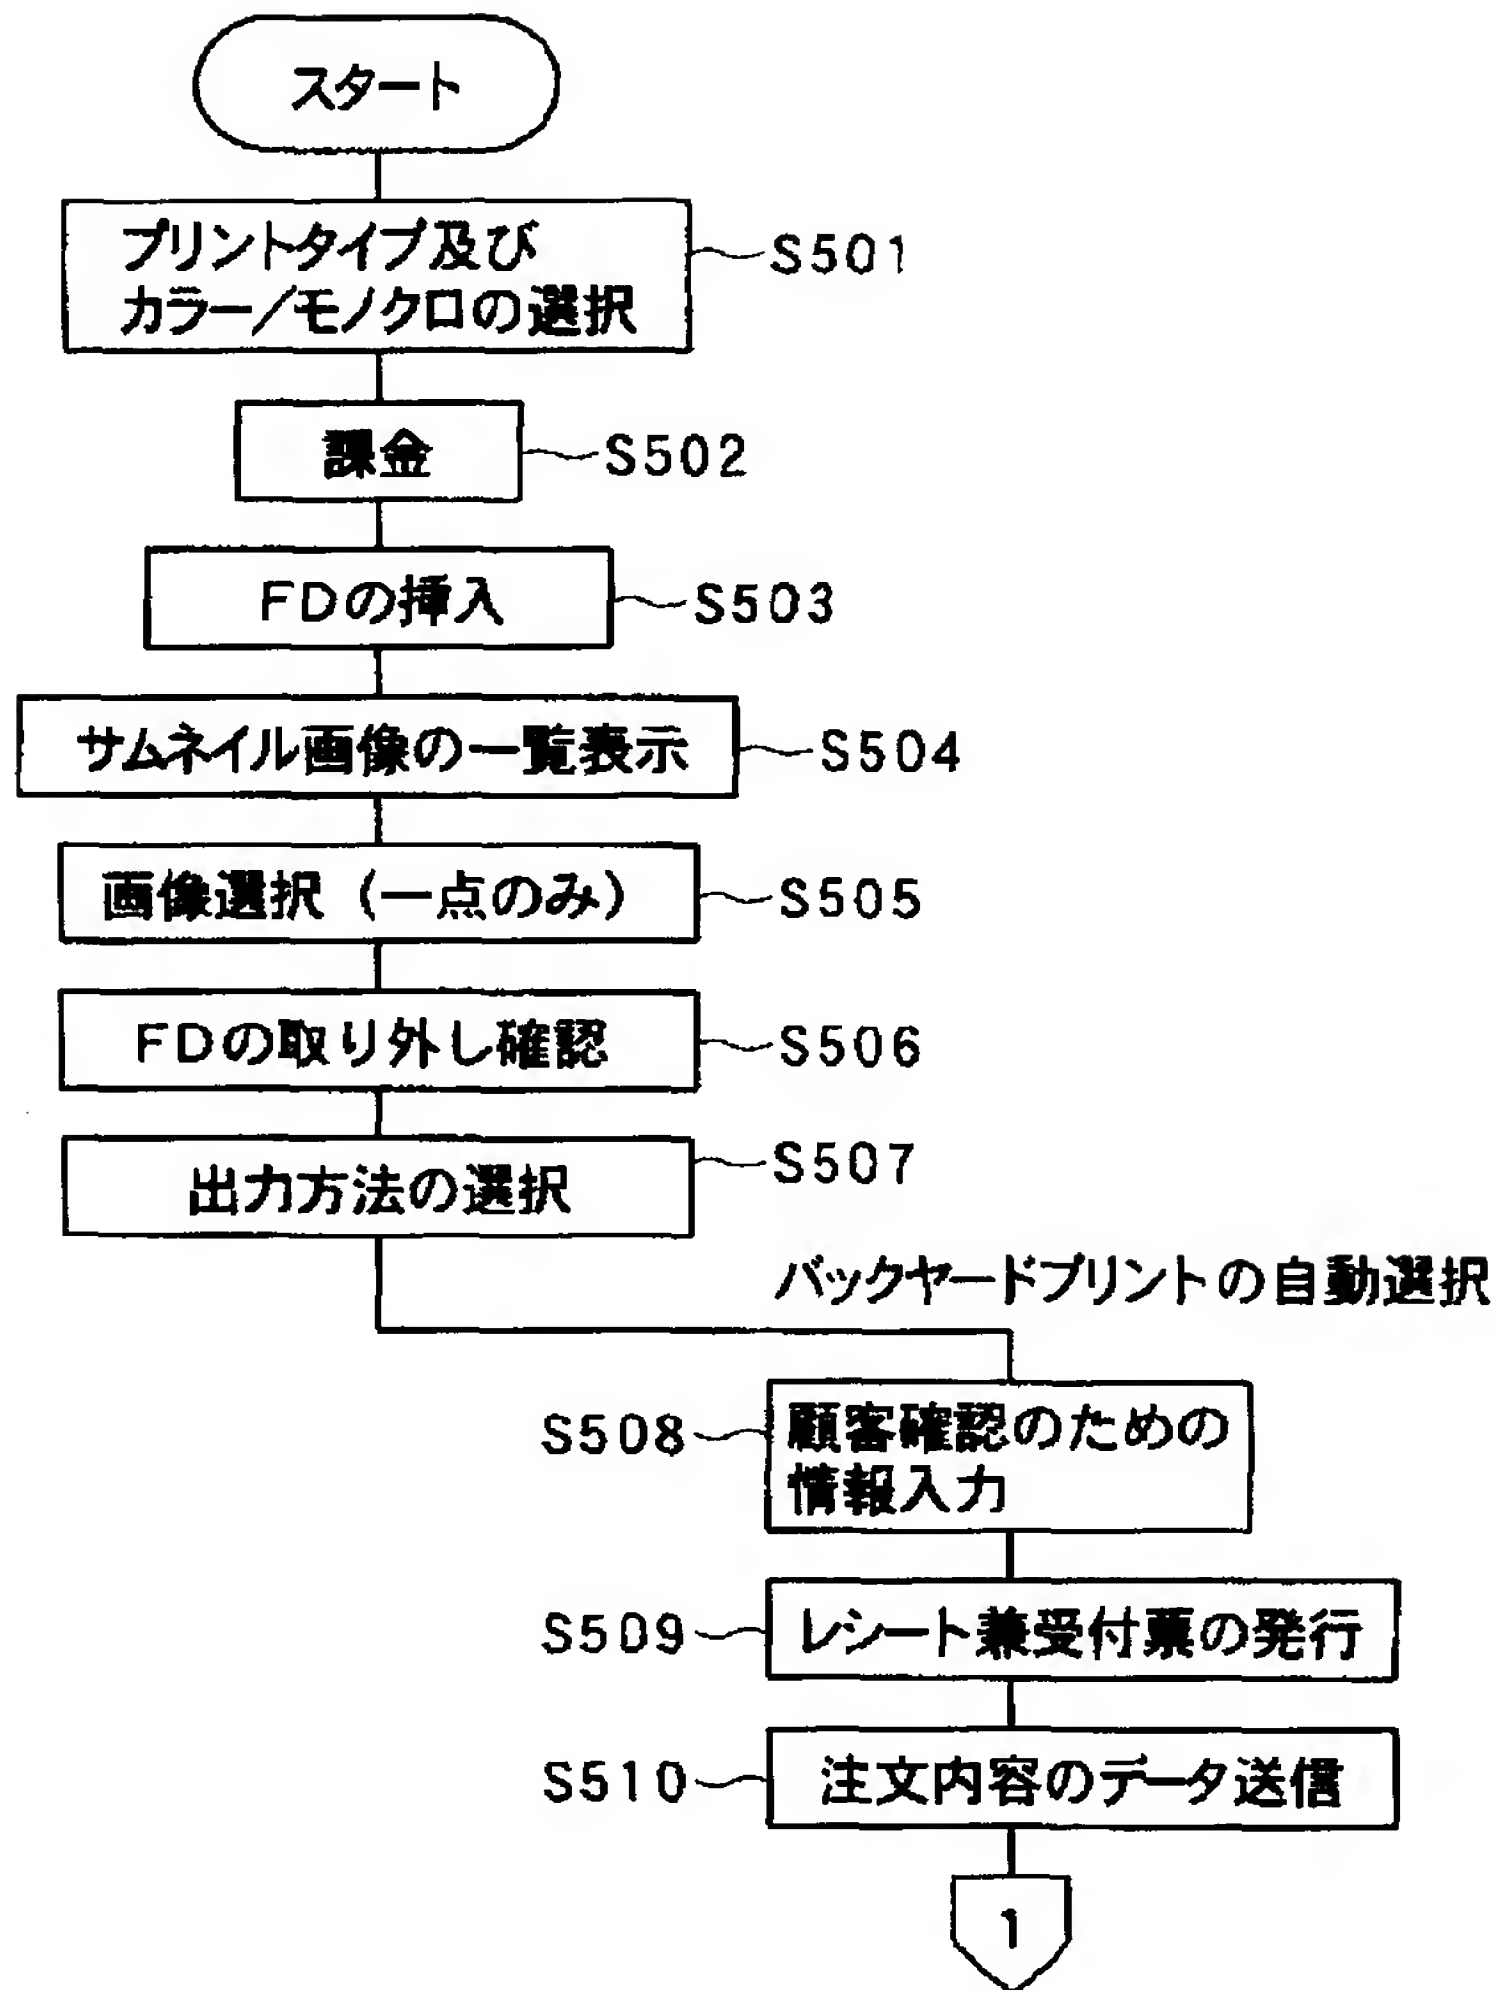 スタート
プリントタイプ及び
カラー/モノクロの選択
S501
課金
S502
FDの挿入
S503
サムネイル画像の一覧表示
S504
画像選択(一点のみ)
S505
FDの取り外し確認
S506
出力方法の選択
S507
バックヤードプリントの自動選択
S508
顧客確認のための
情報入力
S509
レシート兼受付票の発行
S510
注文内容のデータ送信
1